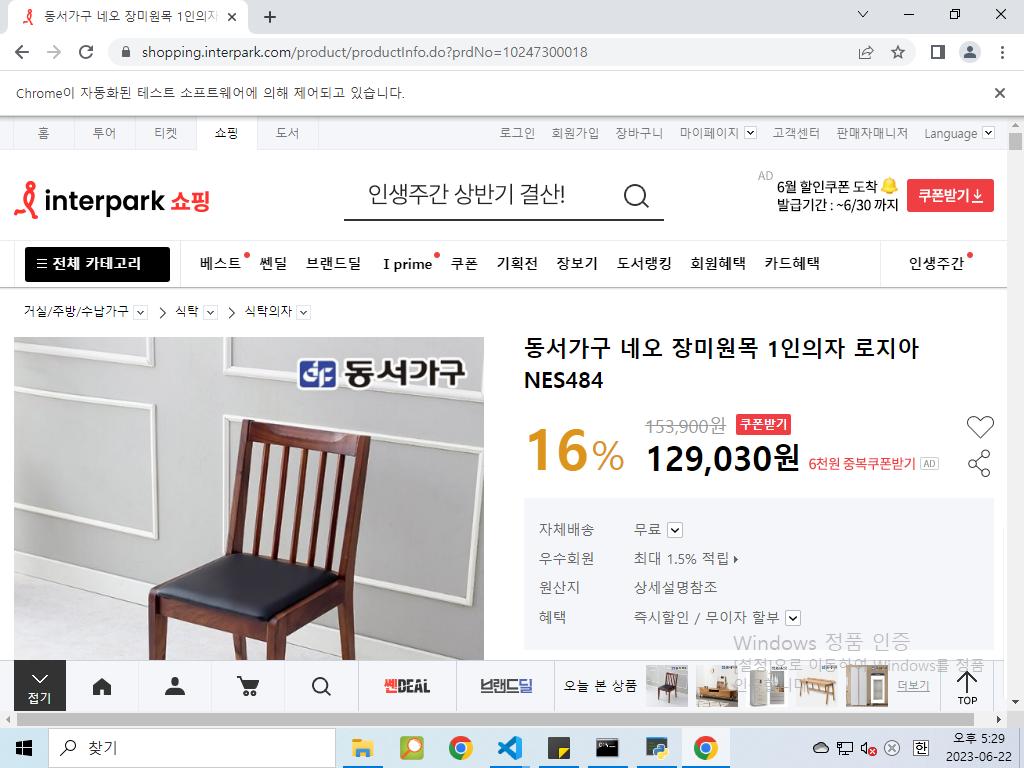 동서가구 네오 장미원목 1인의자
shopping.interpark.com/product/productInfo.do?prdNo=10247300018
Chrome이 자동화된 테스트 소프트웨어에 의해 제어되고 있습니다.
홈 투어 티켓 쇼핑 도서 로그인 회원가입 장바구니 마이페이지 고객센터 판매자매니저 Language
interpark 쇼핑
인생주간 상반기 결산!
AD
6월 할인쿠폰 도착
발급기간 : ~6/30 까지
쿠폰받기
전체 카테고리 베스트 쎈딜 브랜드딜 I prime 쿠폰 기획전 장보기 도서랭킹 회원혜택 카드혜택 인생주간
거실/주방/수납가구 식탁 식탁의자
동서가구
동서가구 네오 장미원목 1인의자 로지아
NES484
16%
153,900원 쿠폰받기
129,030원 6천원 중복쿠폰받기 AD
자체배송 무료
우수회원 최대 1.5% 적립
원산지 상세설명참조
혜택 즉시할인 / 무이자 할부
Windows 정품 인증
[설정]으로 이동하여 Windows를 정품
접기
쎈DEAL
브랜드딜
오늘 본 상품
더보기
TOP
찾기
한
오후 5:29
2023-06-22